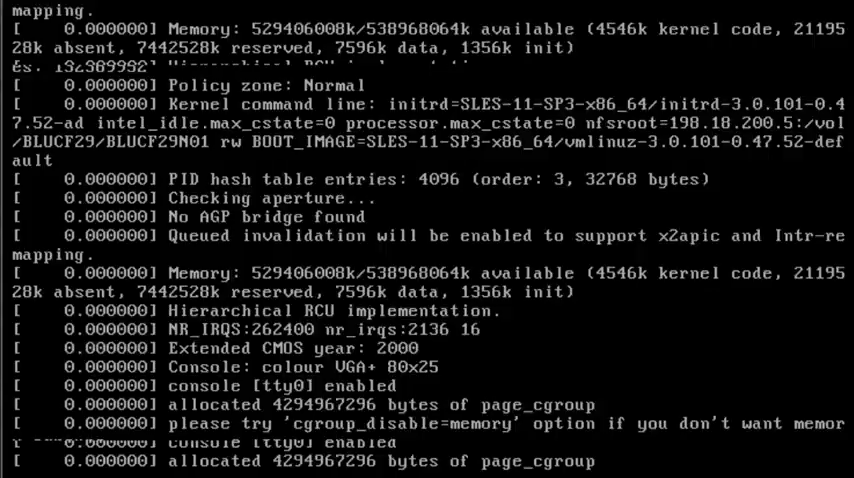 mapping.
[    0.000000] Memory: 529406008k/538968064k available (4546k kernel code, 21195
28k absent, 7442528k reserved, 7596k data, 1356k init)
[    0.000000] Policy zone: Normal
[    0.000000] Kernel command line: initrd=SLES-11-SP3-x86_64/initrd-3.0.101-0.4
7.52-ad intel_idle.max_cstate=0 processor.max_cstate=0 nfsroot=198.18.200.5:/vol
/BLUCF29/BLUCF29N01 rw BOOT_IMAGE=SLES-11-SP3-x86_64/vmlinuz-3.0.101-0.47.52-def
ault
[    0.000000] PID hash table entries: 4096 (order: 3, 32768 bytes)
[    0.000000] Checking aperture...
[    0.000000] No AGP bridge found
[    0.000000] Queued invalidation will be enabled to support x2apic and Intr-re
mapping.
[    0.000000] Memory: 529406008k/538968064k available (4546k kernel code, 21195
28k absent, 7442528k reserved, 7596k data, 1356k init)
[    0.000000] Hierarchical RCU implementation.
[    0.000000] NR_IRQS:262400 nr_irqs:2136 16
[    0.000000] Extended CMOS year: 2000
[    0.000000] Console: colour VGA+ 80x25
[    0.000000] console [tty0] enabled
[    0.000000] allocated 4294967296 bytes of page_cgroup
[    0.000000] please try 'cgroup_disable=memory' option if you don't want memor
console [tty0] enabled
[    0.000000] allocated 4294967296 bytes of page_cgroup